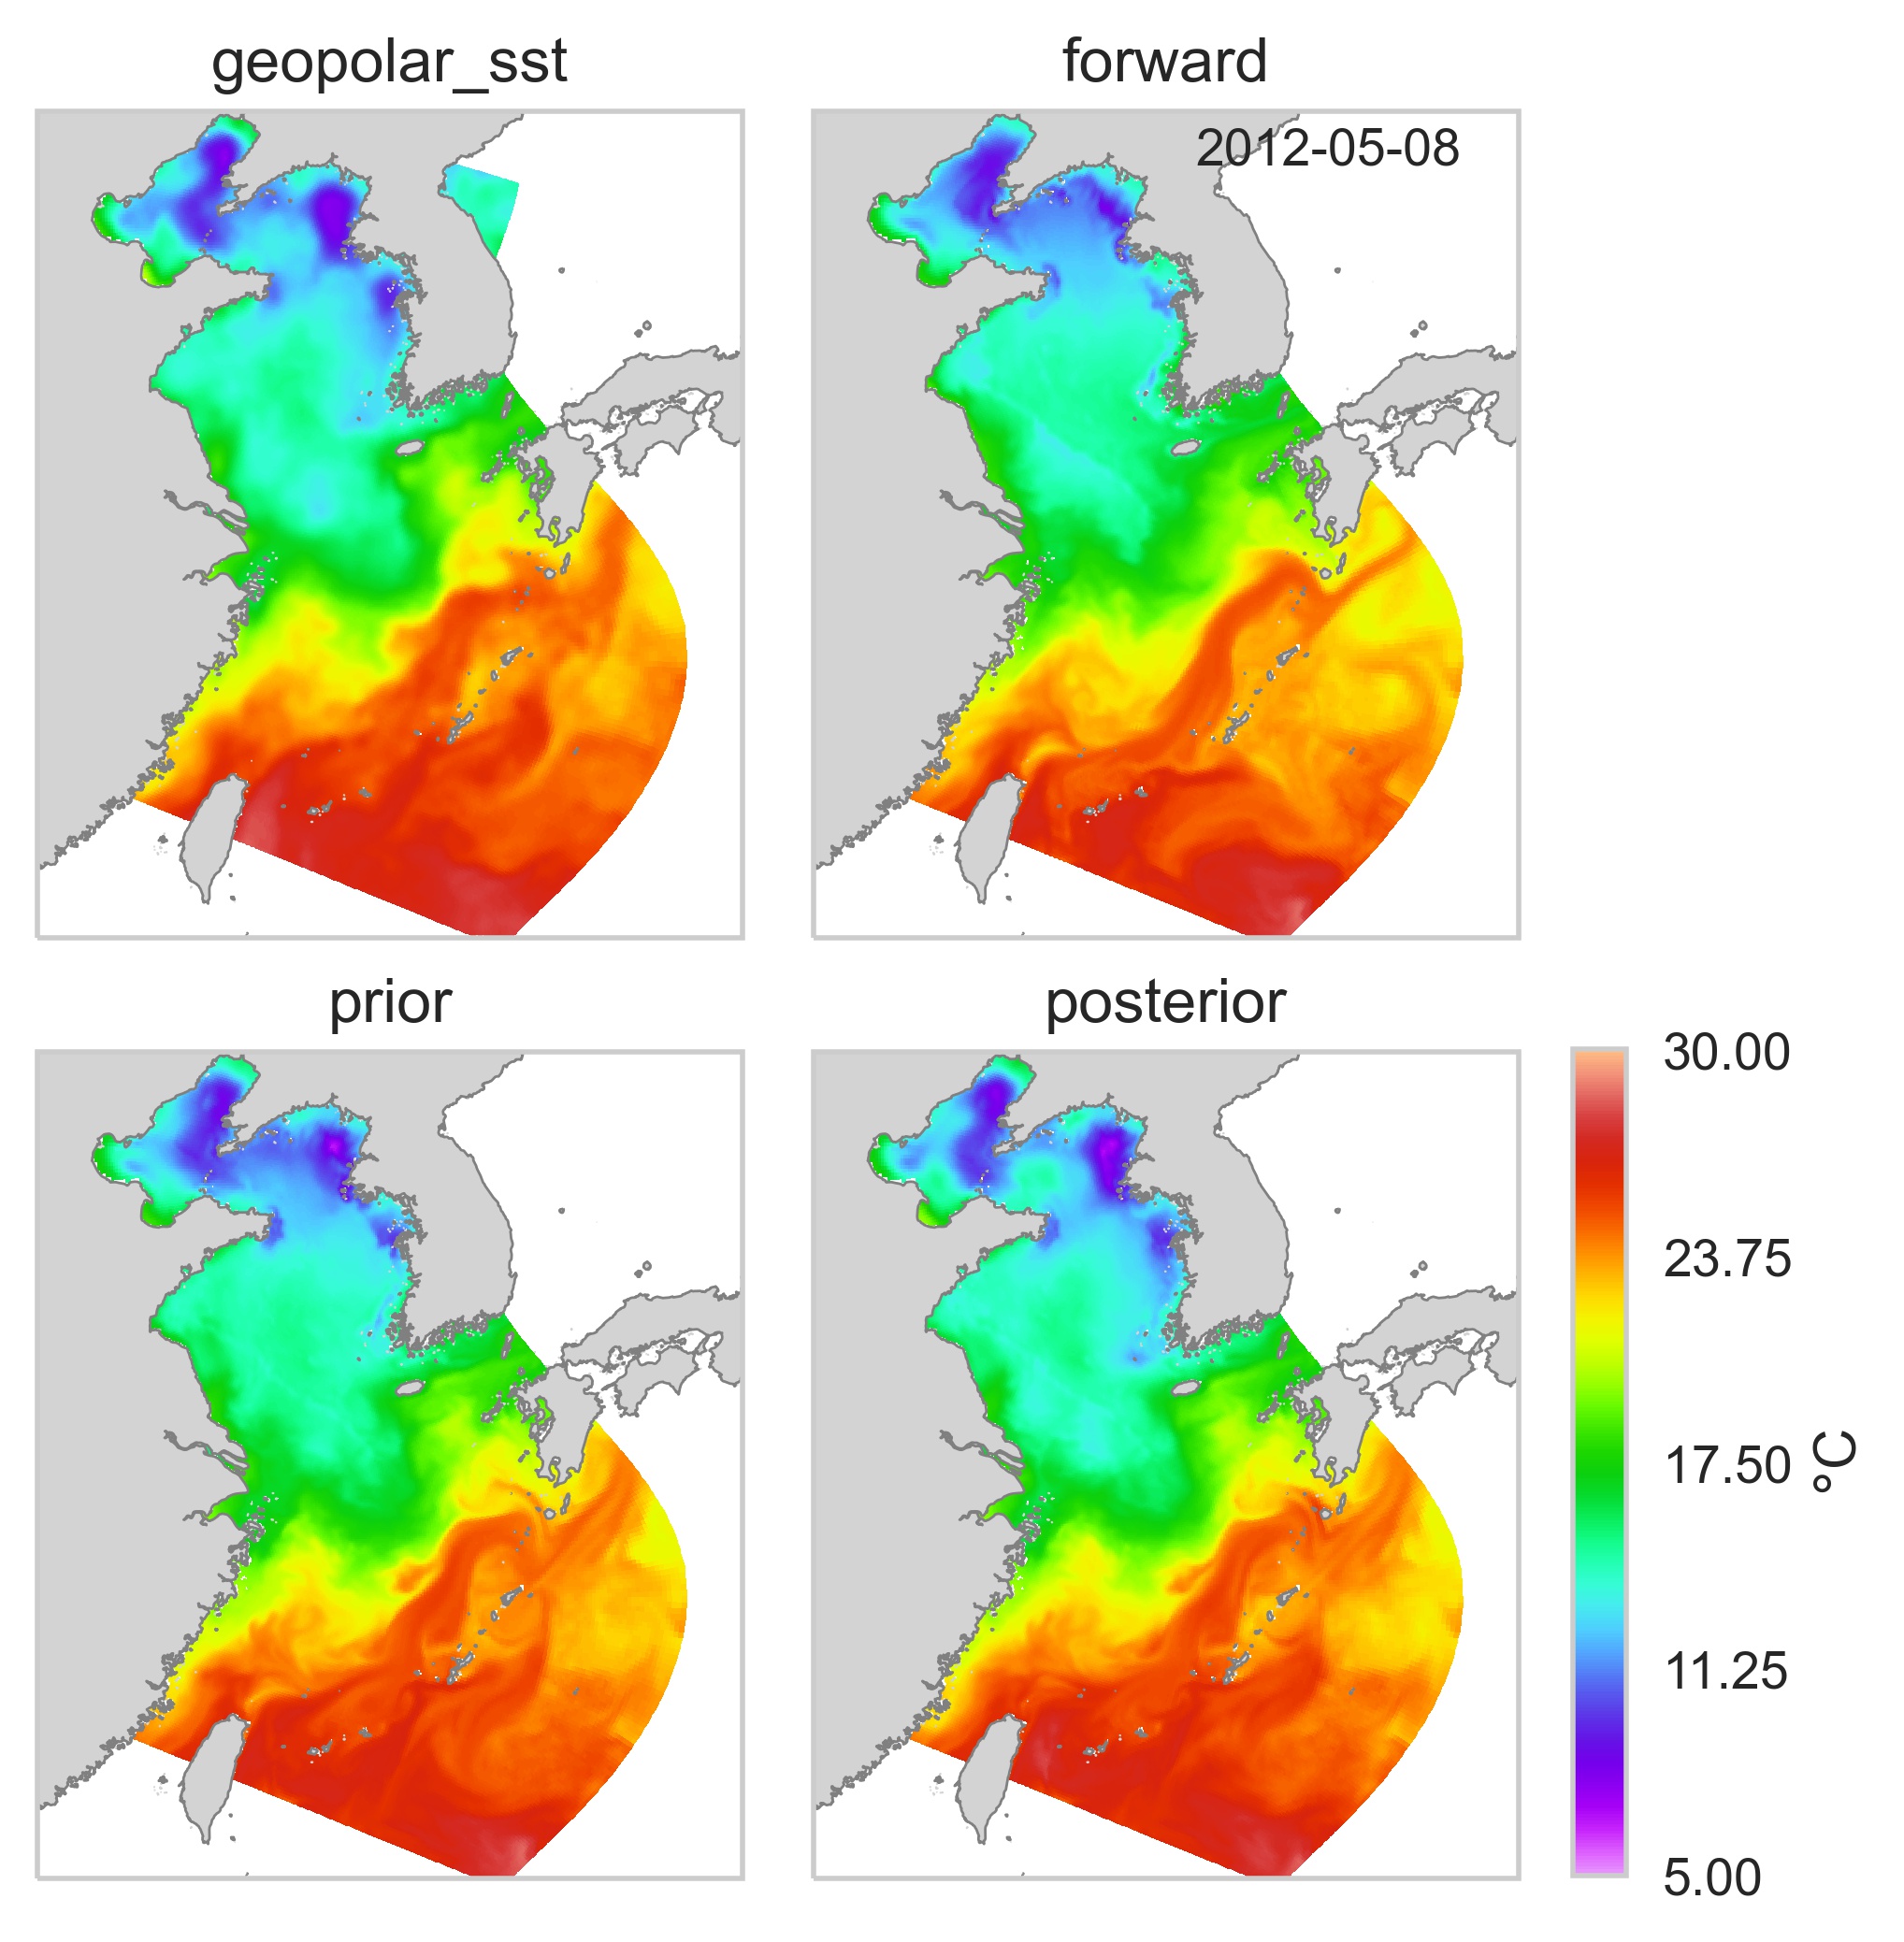 geopolar_sst
forward
2012-05-08
prior
posterior
30.00
23.75
17.50
11.25
5.00
°C